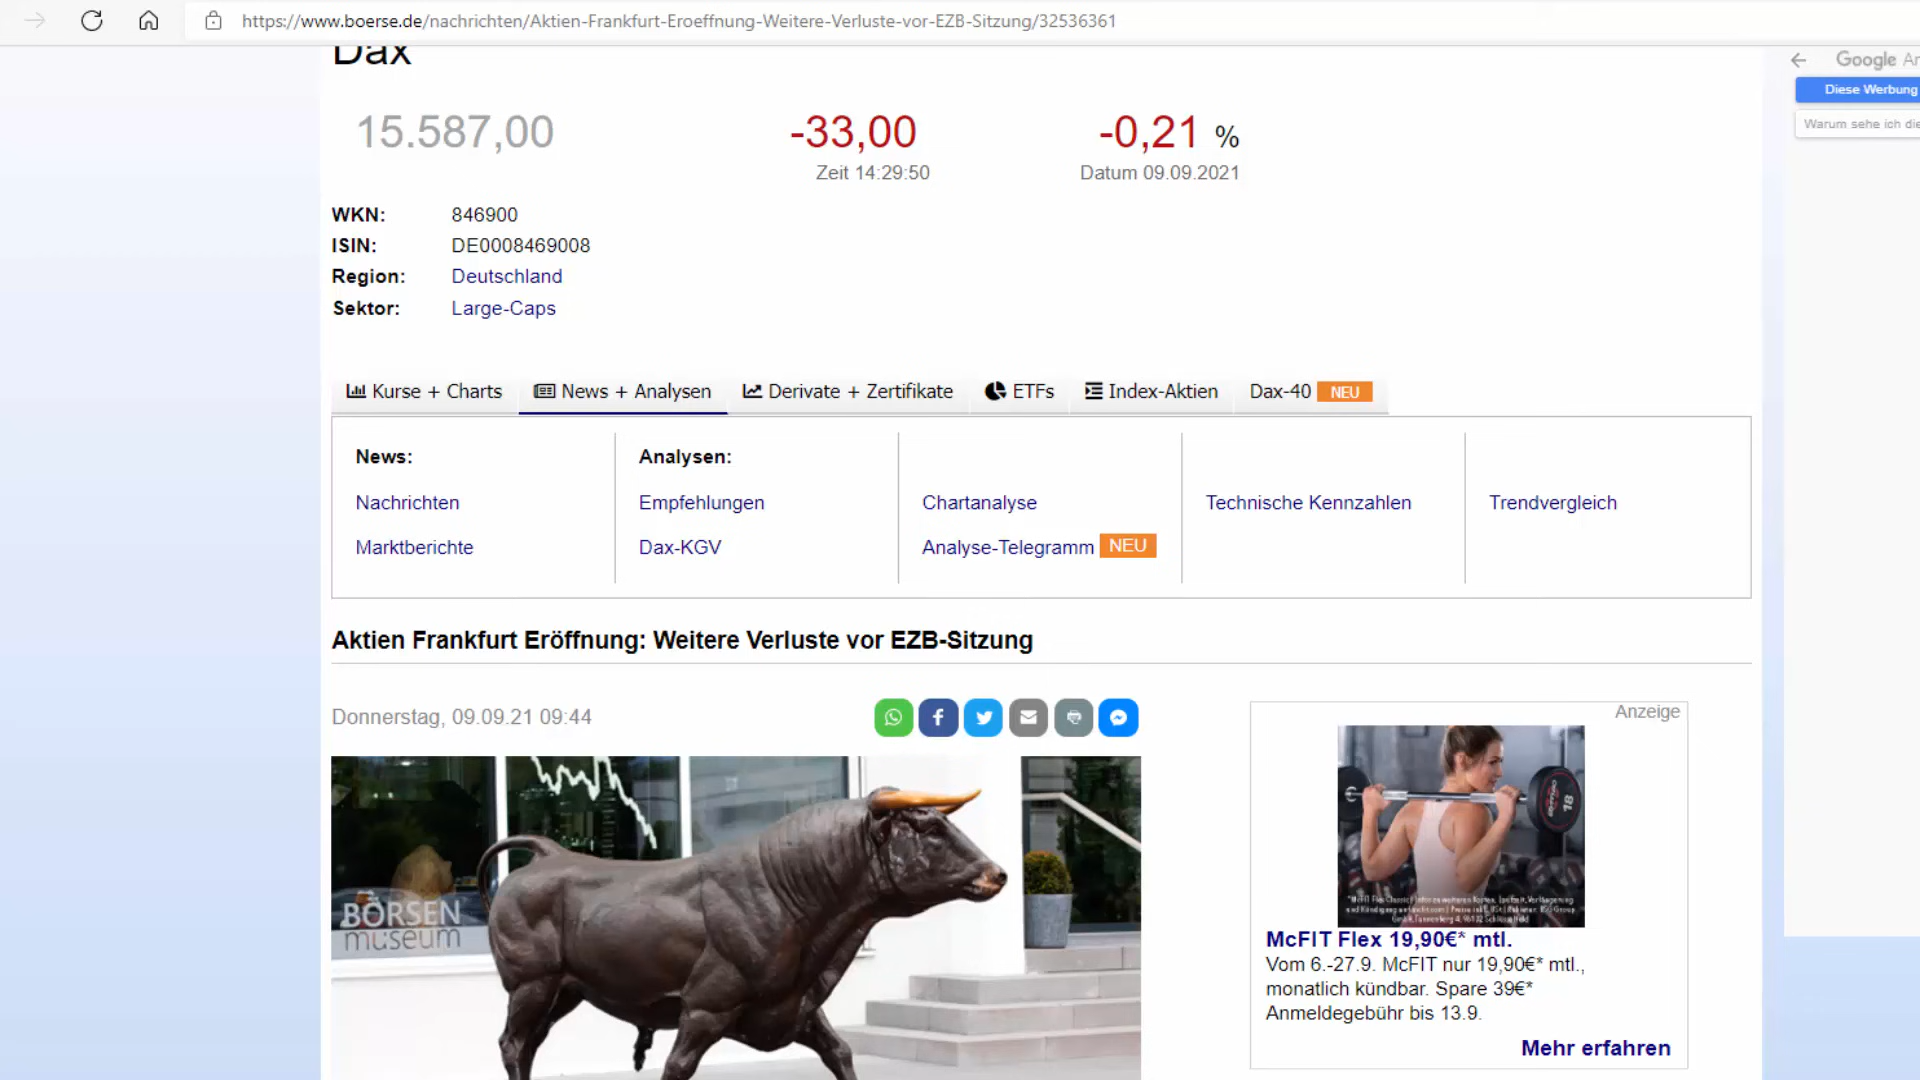 https://www.boerse.de/nachrichten/Aktien-Frankfurt-Eroeffnung-Weitere-Verluste-vor-EZB-Sitzung/32536361
Dax
Google
Diese Werbung
Warum sehe ich die
15.587,00
-33,00
-0,21 %
Zeit 14:29:50
Datum 09.09.2021
WKN: 846900
ISIN: DE0008469008
Region: Deutschland
Sektor: Large-Caps
Kurse + Charts
News + Analysen
Derivate + Zertifikate
ETFs
Index-Aktien
Dax-40 NEU
News:
Analysen:
Nachrichten
Empfehlungen
Chartanalyse
Technische Kennzahlen
Trendvergleich
Marktberichte
Dax-KGV
Analyse-Telegramm NEU
Aktien Frankfurt Eröffnung: Weitere Verluste vor EZB-Sitzung
Donnerstag, 09.09.21 09:44
Anzeige
BÖRSEN
museum
18
McFIT Flex 19,90€* mtl.
Vom 6.-27.9. McFIT nur 19,90€* mtl.,
monatlich kündbar. Spare 39€*
Anmeldegebühr bis 13.9.
Mehr erfahren